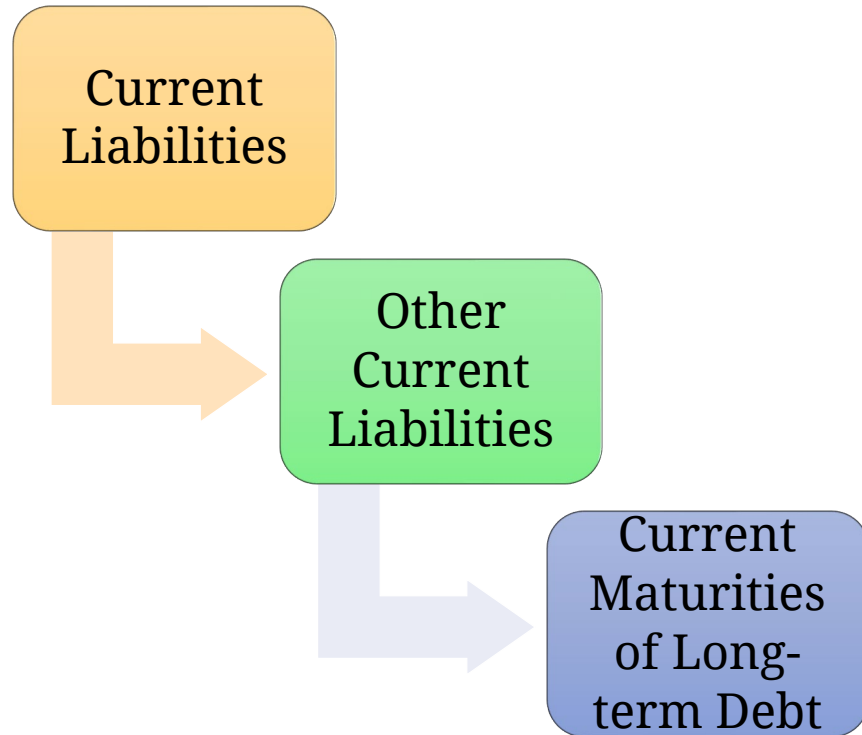 Current
Liabilities
Other
Current
Liabilities
Current
Maturities
of Long-
term Debt